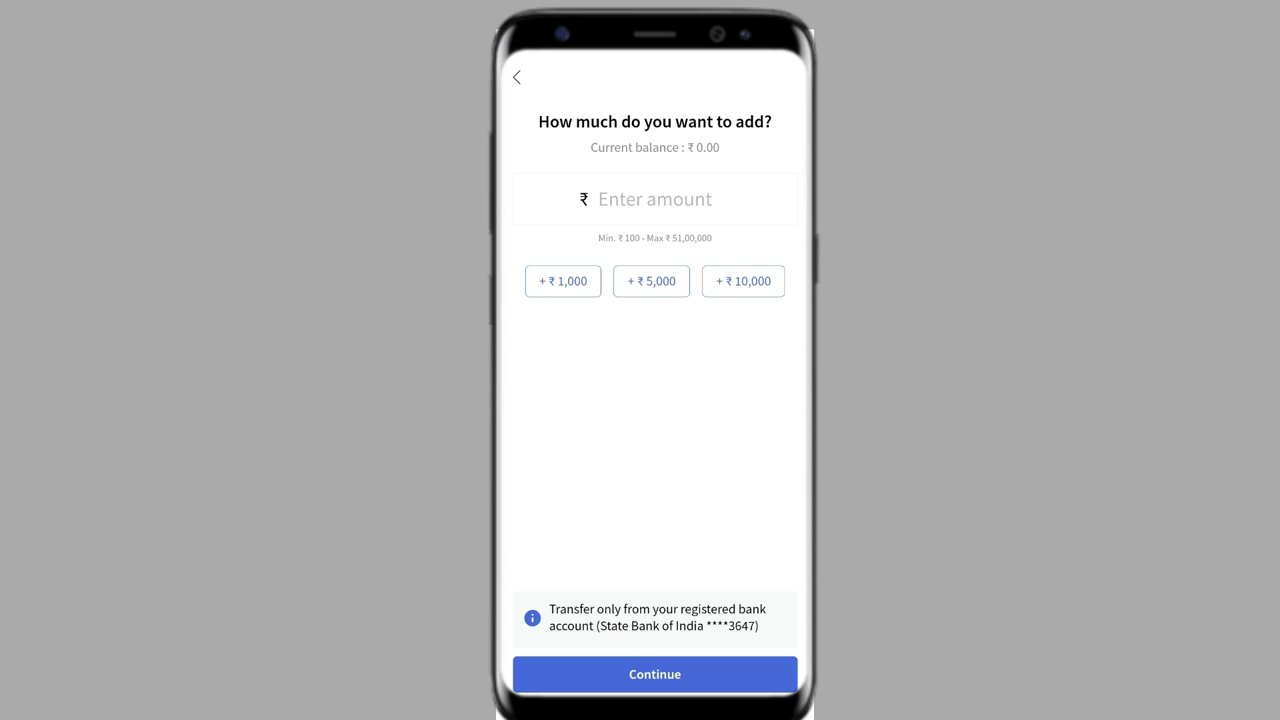 How much do you want to add?
Current balance : ₹ 0.00
₹ Enter amount
Min. ₹ 100 - Max ₹ 51,00,000
+ ₹ 1,000 + ₹ 5,000 + ₹ 10,000
Transfer only from your registered bank
account (State Bank of India ****3647)
Continue